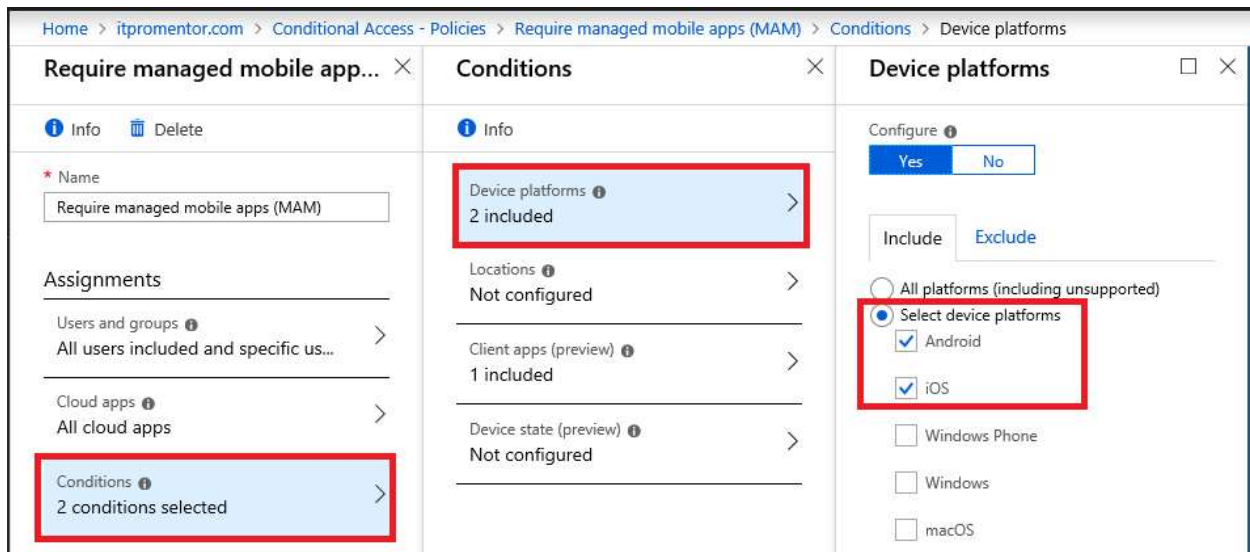 Home > itpromentor.com > Conditional Access - Policies > Require managed mobile apps (MAM) > Conditions > Device platforms
Require managed mobile app...
Info Delete
* Name
Require managed mobile apps (MAM)
Assignments
Users and groups
All users included and specific us...
Cloud apps
All cloud apps
Conditions
2 conditions selected
Conditions
Info
Device platforms
2 included
Locations
Not configured
Client apps (preview)
1 included
Device state (preview)
Not configured
Device platforms
Configure
Yes No
Include Exclude
All platforms (including unsupported)
Select device platforms
Android
iOS
Windows Phone
Windows
macOS